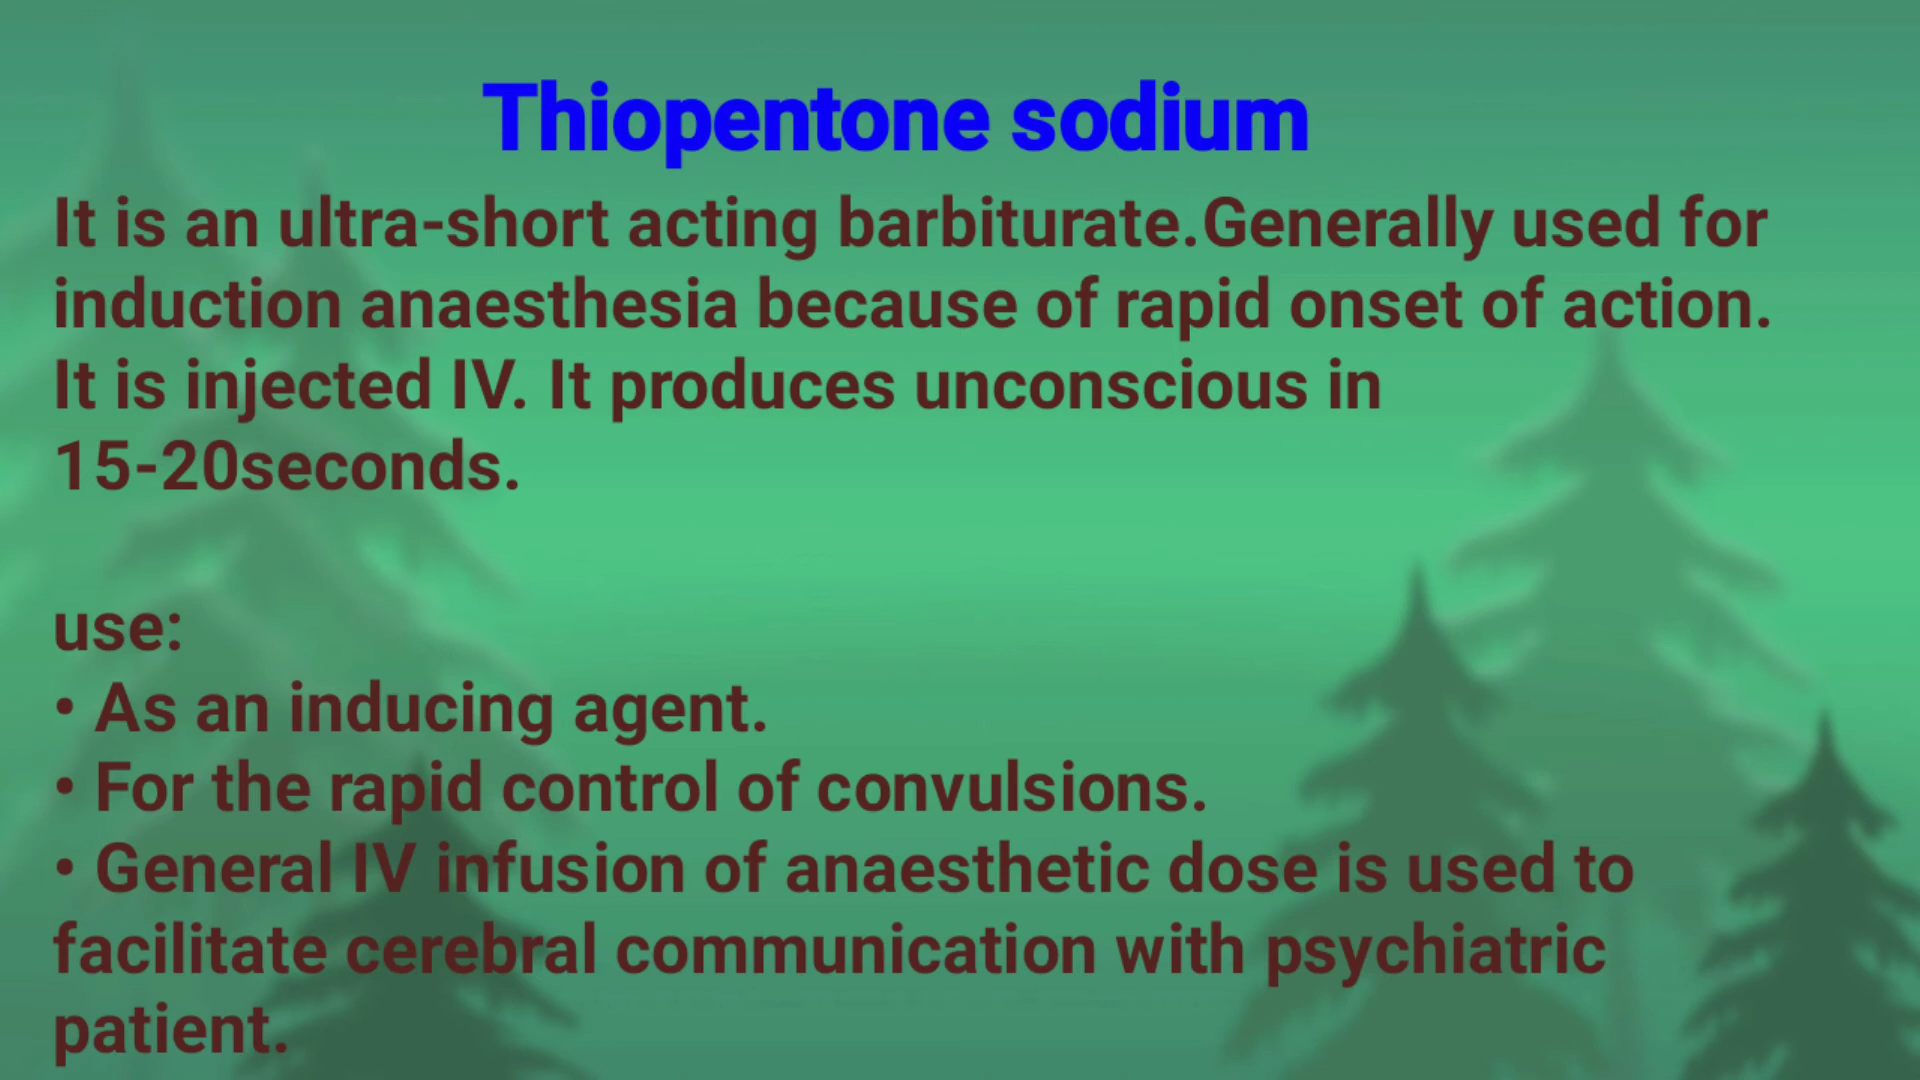 Thiopentone sodium
It is an ultra-short acting barbiturate.Generally used for
induction anaesthesia because of rapid onset of action.
It is injected IV. It produces unconscious in
15-20seconds.
use:
• As an inducing agent.
• For the rapid control of convulsions.
• General IV infusion of anaesthetic dose is used to
facilitate cerebral communication with psychiatric
patient.